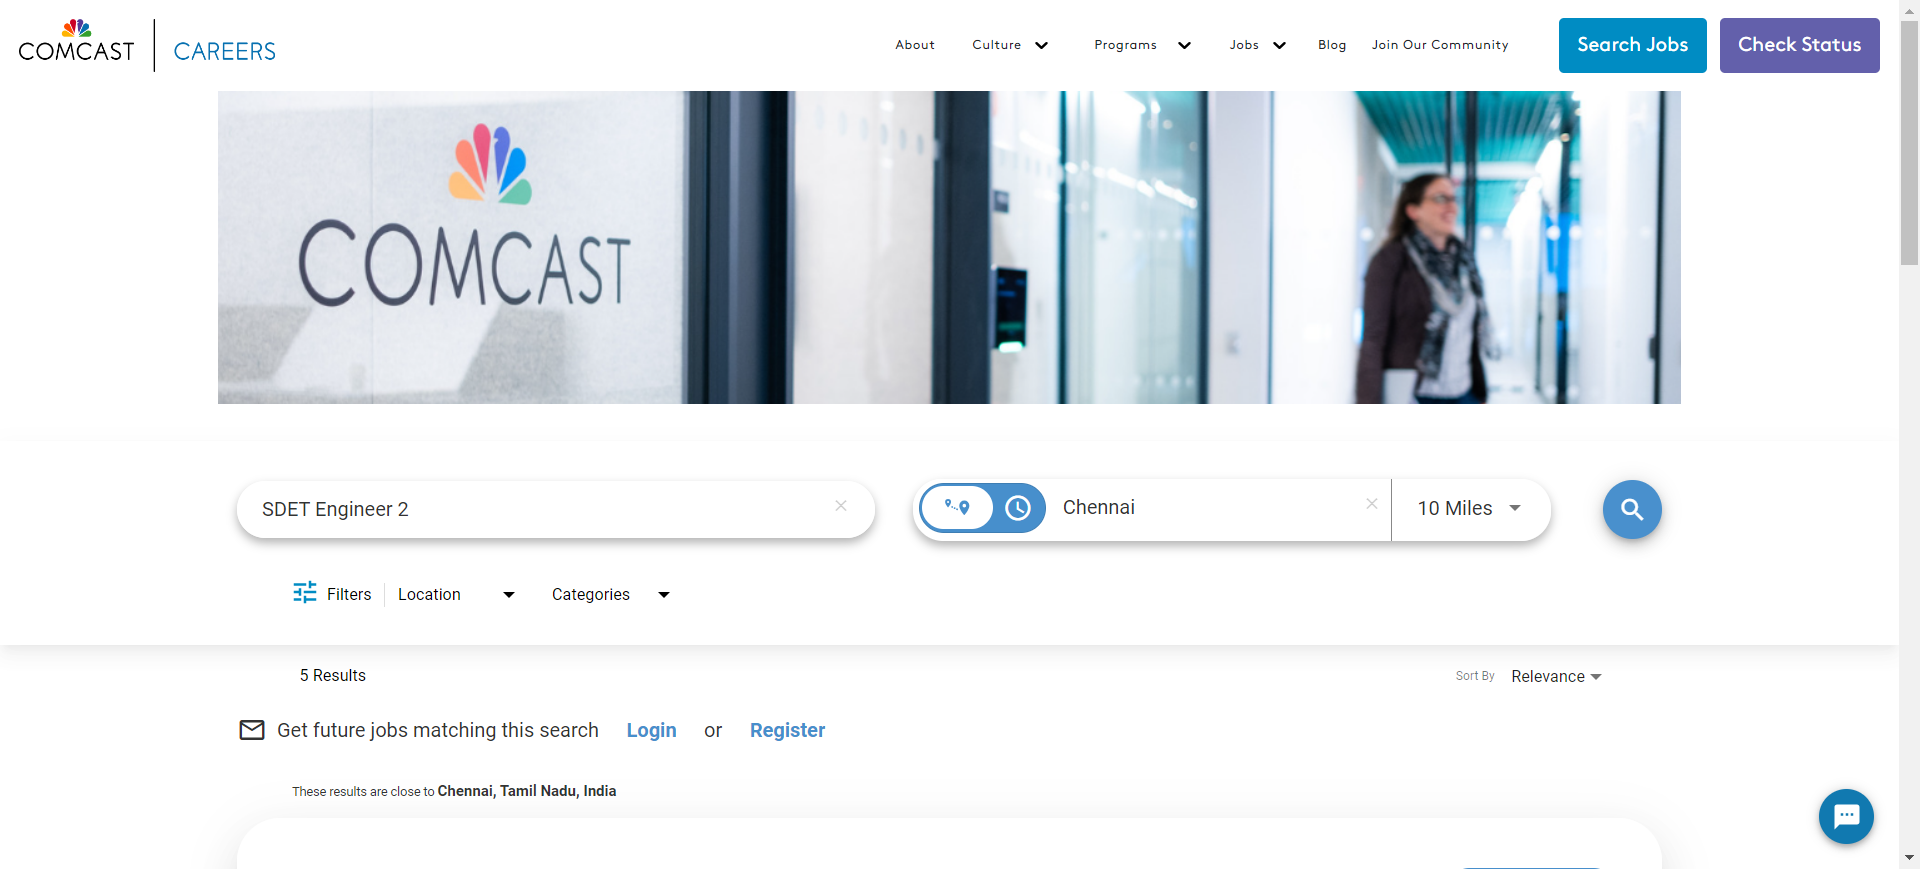 COMCAST CAREERS
About Culture Programs Jobs Blog Join Our Community Search Jobs Check Status
COMCAST
SDET Engineer 2 Chennai 10 Miles
Filters Location Categories
5 Results Sort By Relevance
Get future jobs matching this search Login or Register
These results are close to Chennai, Tamil Nadu, India